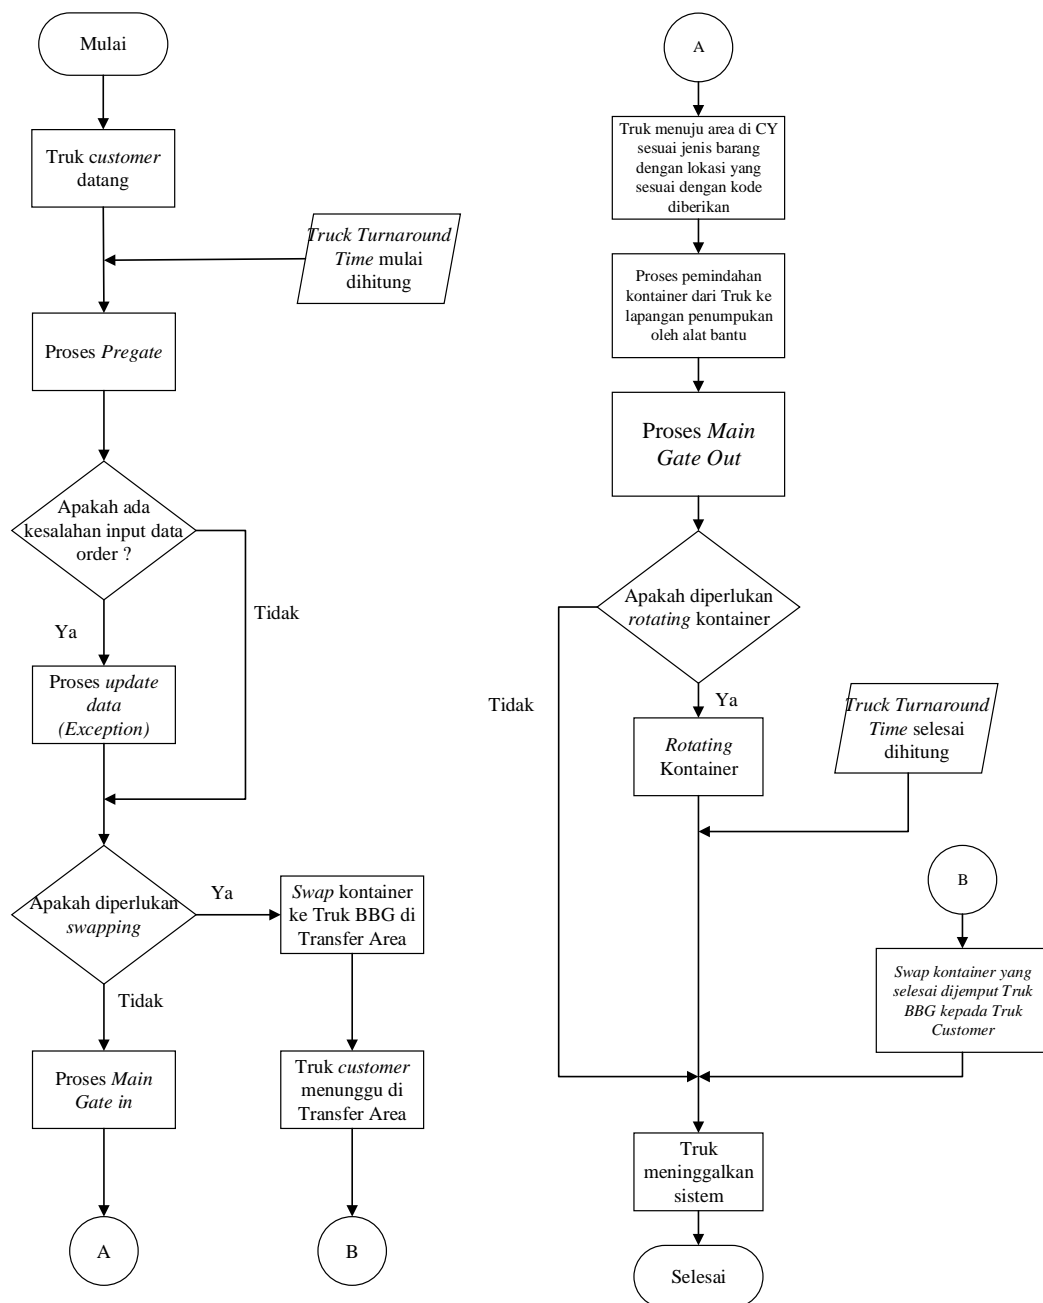 Mulai
Truk customer
datang
Truck Turnaround
Time mulai
dihitung
Proses Pregate
Apakah ada
kesalahan input data
order ?
Tidak
Ya
Proses update
data
(Exception)
Apakah diperlukan
swapping
Ya
Swap kontainer
ke Truk BBG di
Transfer Area
Tidak
Proses Main
Gate in
Truk customer
menunggu di
Transfer Area
A
B
A
Truk menuju area di CY
sesuai jenis barang
dengan lokasi yang
sesuai dengan kode
diberikan
Proses pemindahan
kontainer dari Truk ke
lapangan penumpukan
oleh alat bantu
Proses Main
Gate Out
Apakah diperlukan
rotating kontainer
Tidak
Ya
Rotating
Kontainer
Truck Turnaround
Time selesai
dihitung
B
Swap kontainer yang
selesai dijemput Truk
BBG kepada Truk
Customer
Truk
meninggalkan
sistem
Selesai